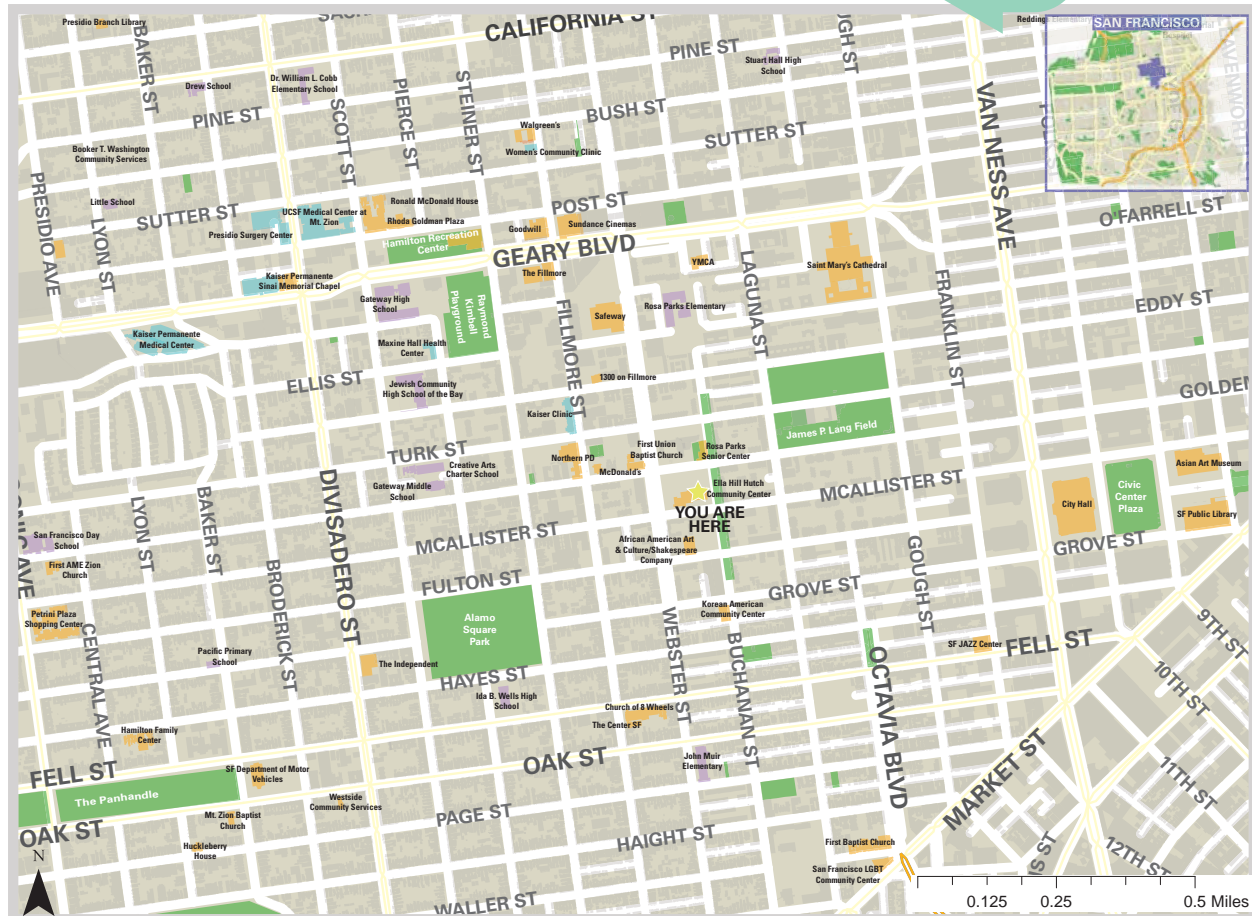 Presidio Branch Library
CALIFORNIA ST
PINE ST
Stuart Hall High
School
SAN FRANCISCO
BAKER ST
Drew School
Dr. William L. Cobb
Elementary School
SCOTT ST
PIERCE ST
STEINER ST
PINE ST
BUSH ST
SUTTER ST
VAN NESS AVE
Walgreen's
Women's Community Clinic
Booker T. Washington
Community Services
PRESIDIO AVE
Little School
LYON ST
SUTTER ST
UCSF Medical Center at
Mt. Zion
Presidio Surgery Center
Ronald McDonald House
Rhoda Goldman Plaza
Hamilton Recreation
Center
POST ST
Goodwill
Sundance Cinemas
GEARY BLVD
O'FARRELL ST
The Fillmore
YMCA
LAGUNA ST
Saint Mary's Cathedral
FRANKLIN ST
EDDY ST
Kaiser Permanente
Sinai Memorial Chapel
Gateway High
School
Raymond
Kimbell
Playground
FILLMORE ST
Safeway
Rosa Parks Elementary
Kaiser Permanente
Medical Center
Maxine Hall Health
Center
ELLIS ST
Jewish Community
High School of the Bay
1300 on Fillmore
Kaiser Clinic
James P. Lang Field
TURK ST
Creative Arts
Charter School
Gateway Middle
School
Northern PD
McDonald's
First Union
Baptist Church
Rosa Parks
Senior Center
Ella Hill Hutch
Community Center
YOU ARE
HERE
MCALLISTER ST
Asian Art Museum
City Hall
Civic
Center
Plaza
SF Public Library
GROVE ST
LYON ST
BAKER ST
DIVISADERO ST
San Francisco Day
School
First AME Zion
Church
MCALLISTER ST
African American Art
& Culture/Shakespeare
Company
BRODERICK ST
FULTON ST
Alamo
Square
Park
GROVE ST
GOUGH ST
Korean American
Community Center
Petrini Plaza
Shopping Center
CENTRAL AVE
Pacific Primary
School
The Independent
HAYES ST
Ida B. Wells High
School
WEBSTER ST
BUCHANAN ST
OCTAVIA BLVD
SF JAZZ Center
FELL ST
9TH ST
10TH ST
11TH ST
12TH ST
Church of 8 Wheels
The Center SF
Hamilton Family
Center
FELL ST
SF Department of Motor
Vehicles
OAK ST
John Muir
Elementary
MARKET ST
The Panhandle
Westside
Community Services
Mt. Zion Baptist
Church
OAK ST
Huckleberry
House
PAGE ST
HAIGHT ST
First Baptist Church
San Francisco LGBT
Community Center
WALLER ST
N
0.125 0.25 0.5 Miles